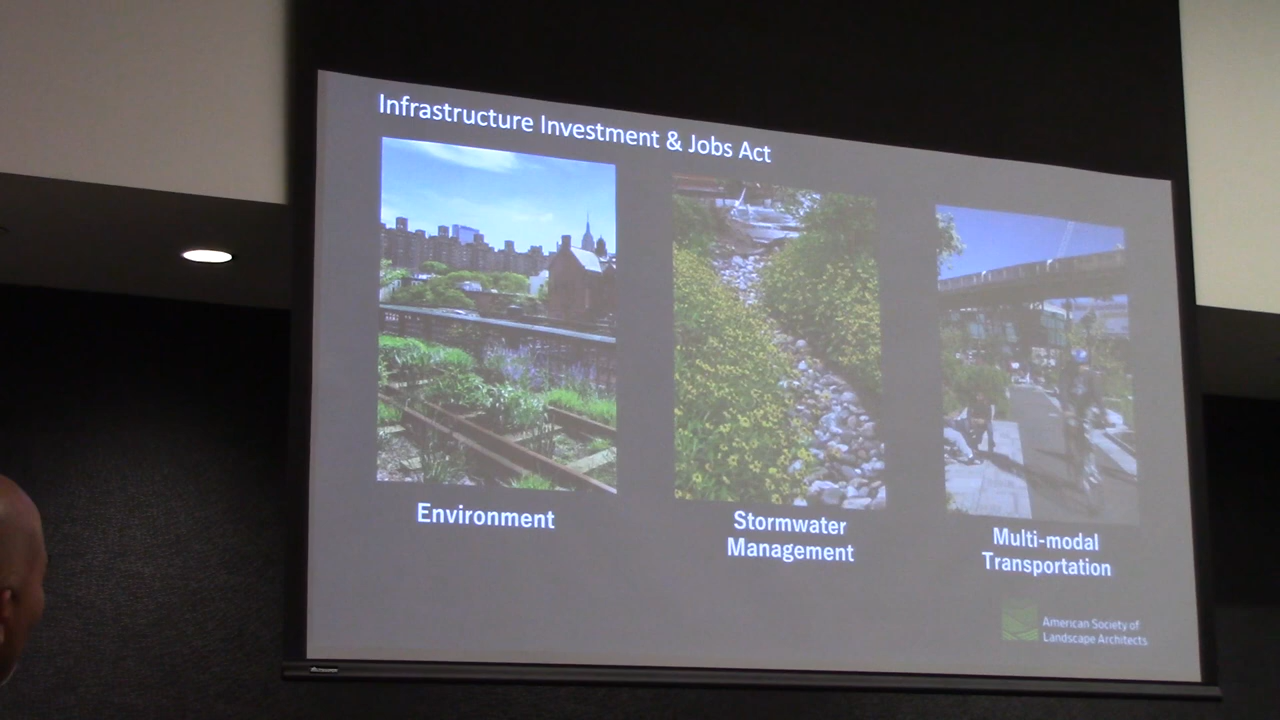 Infrastructure Investment & Jobs Act
Environment
Stormwater
Management
Multi-modal
Transportation
American Society of
Landscape Architects